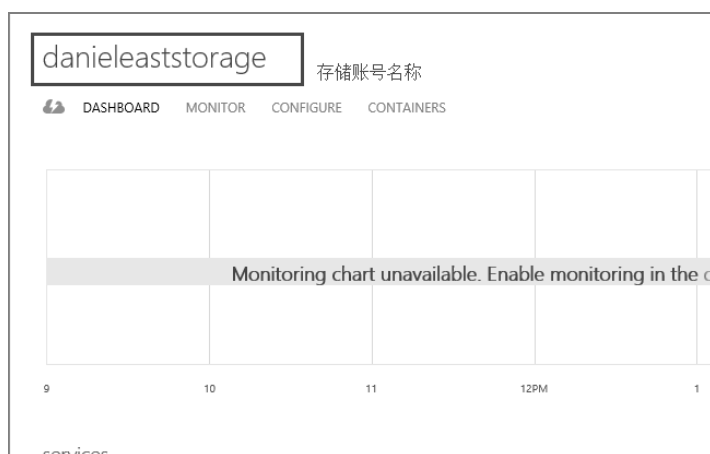 danieleaststorage
存储账号名称
DASHBOARD MONITOR CONFIGURE CONTAINERS
Monitoring chart unavailable. Enable monitoring in the
9 10 11 12PM 1
services